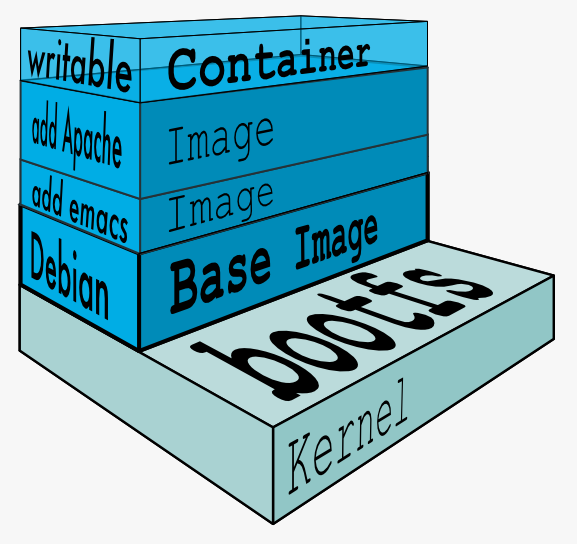 writable Container
add Apache Image
add emacs Image
Debian Base Image
bootfs
Kernel